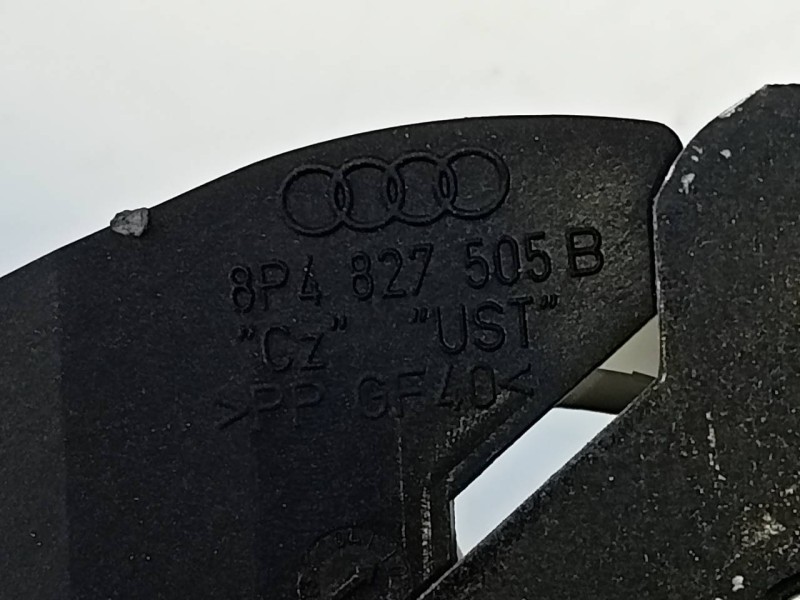 8P4 827 505 B
"Cz" "UST"
>PP GF40<